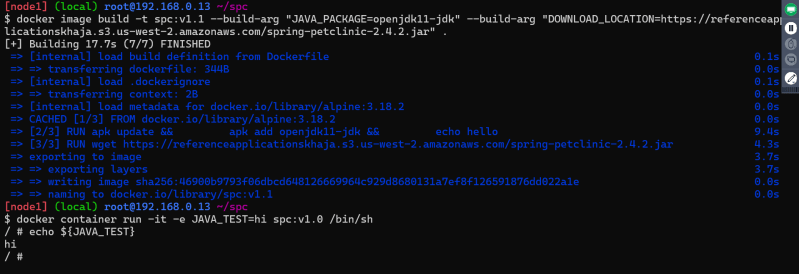 [node1] (local) root@192.168.0.13 ~/spc
$ docker image build -t spc:v1.1 --build-arg "JAVA_PACKAGE=openjdk11-jdk" --build-arg "DOWNLOAD_LOCATION=https://referenceapp
licationskhaja.s3.us-west-2.amazonaws.com/spring-petclinic-2.4.2.jar" .
[+] Building 17.7s (7/7) FINISHED
=> [internal] load build definition from Dockerfile 0.1s
=> => transferring dockerfile: 344B 0.0s
=> [internal] load .dockerignore 0.1s
=> => transferring context: 2B 0.0s
=> [internal] load metadata for docker.io/library/alpine:3.18.2 0.0s
=> CACHED [1/3] FROM docker.io/library/alpine:3.18.2 0.0s
=> [2/3] RUN apk update && apk add openjdk11-jdk && echo hello 9.4s
=> [3/3] RUN wget https://referenceapplicationskhaja.s3.us-west-2.amazonaws.com/spring-petclinic-2.4.2.jar 4.3s
=> exporting to image 3.7s
=> => exporting layers 3.7s
=> => writing image sha256:46900b9793f06dbcd648126669964c929d8680131a7ef8f126591876dd022a1e 0.0s
=> => naming to docker.io/library/spc:v1.1 0.0s
[node1] (local) root@192.168.0.13 ~/spc
$ docker container run -it -e JAVA_TEST=hi spc:v1.0 /bin/sh
/ # echo ${JAVA_TEST}
hi
/ #